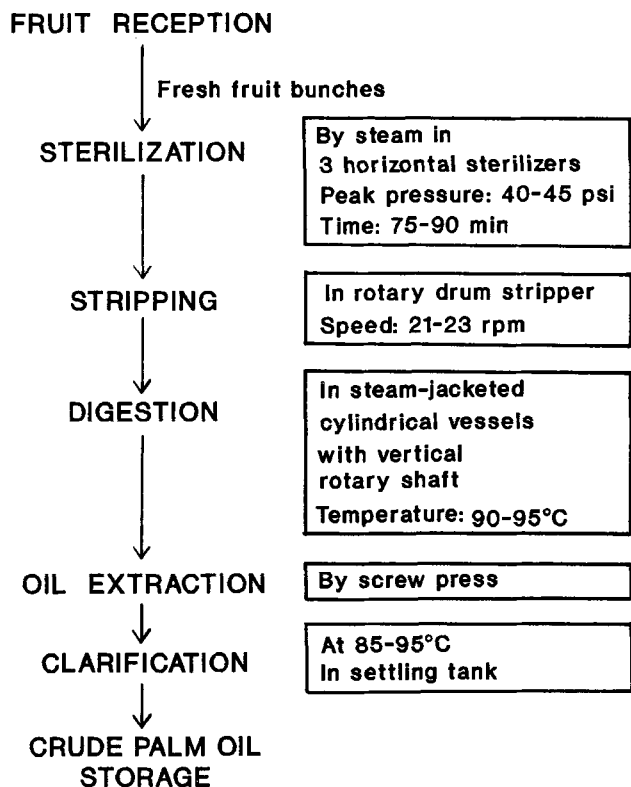 FRUIT RECEPTION
Fresh fruit bunches
STERILIZATION
By steam in
3 horizontal sterilizers
Peak pressure: 40-45 psi
Time: 75-90 min
STRIPPING
In rotary drum stripper
Speed: 21-23 rpm
DIGESTION
In steam-jacketed
cylindrical vessels
with vertical
rotary shaft
Temperature: 90-95°C
OIL EXTRACTION
By screw press
CLARIFICATION
At 85-95°C
In settling tank
CRUDE PALM OIL
STORAGE